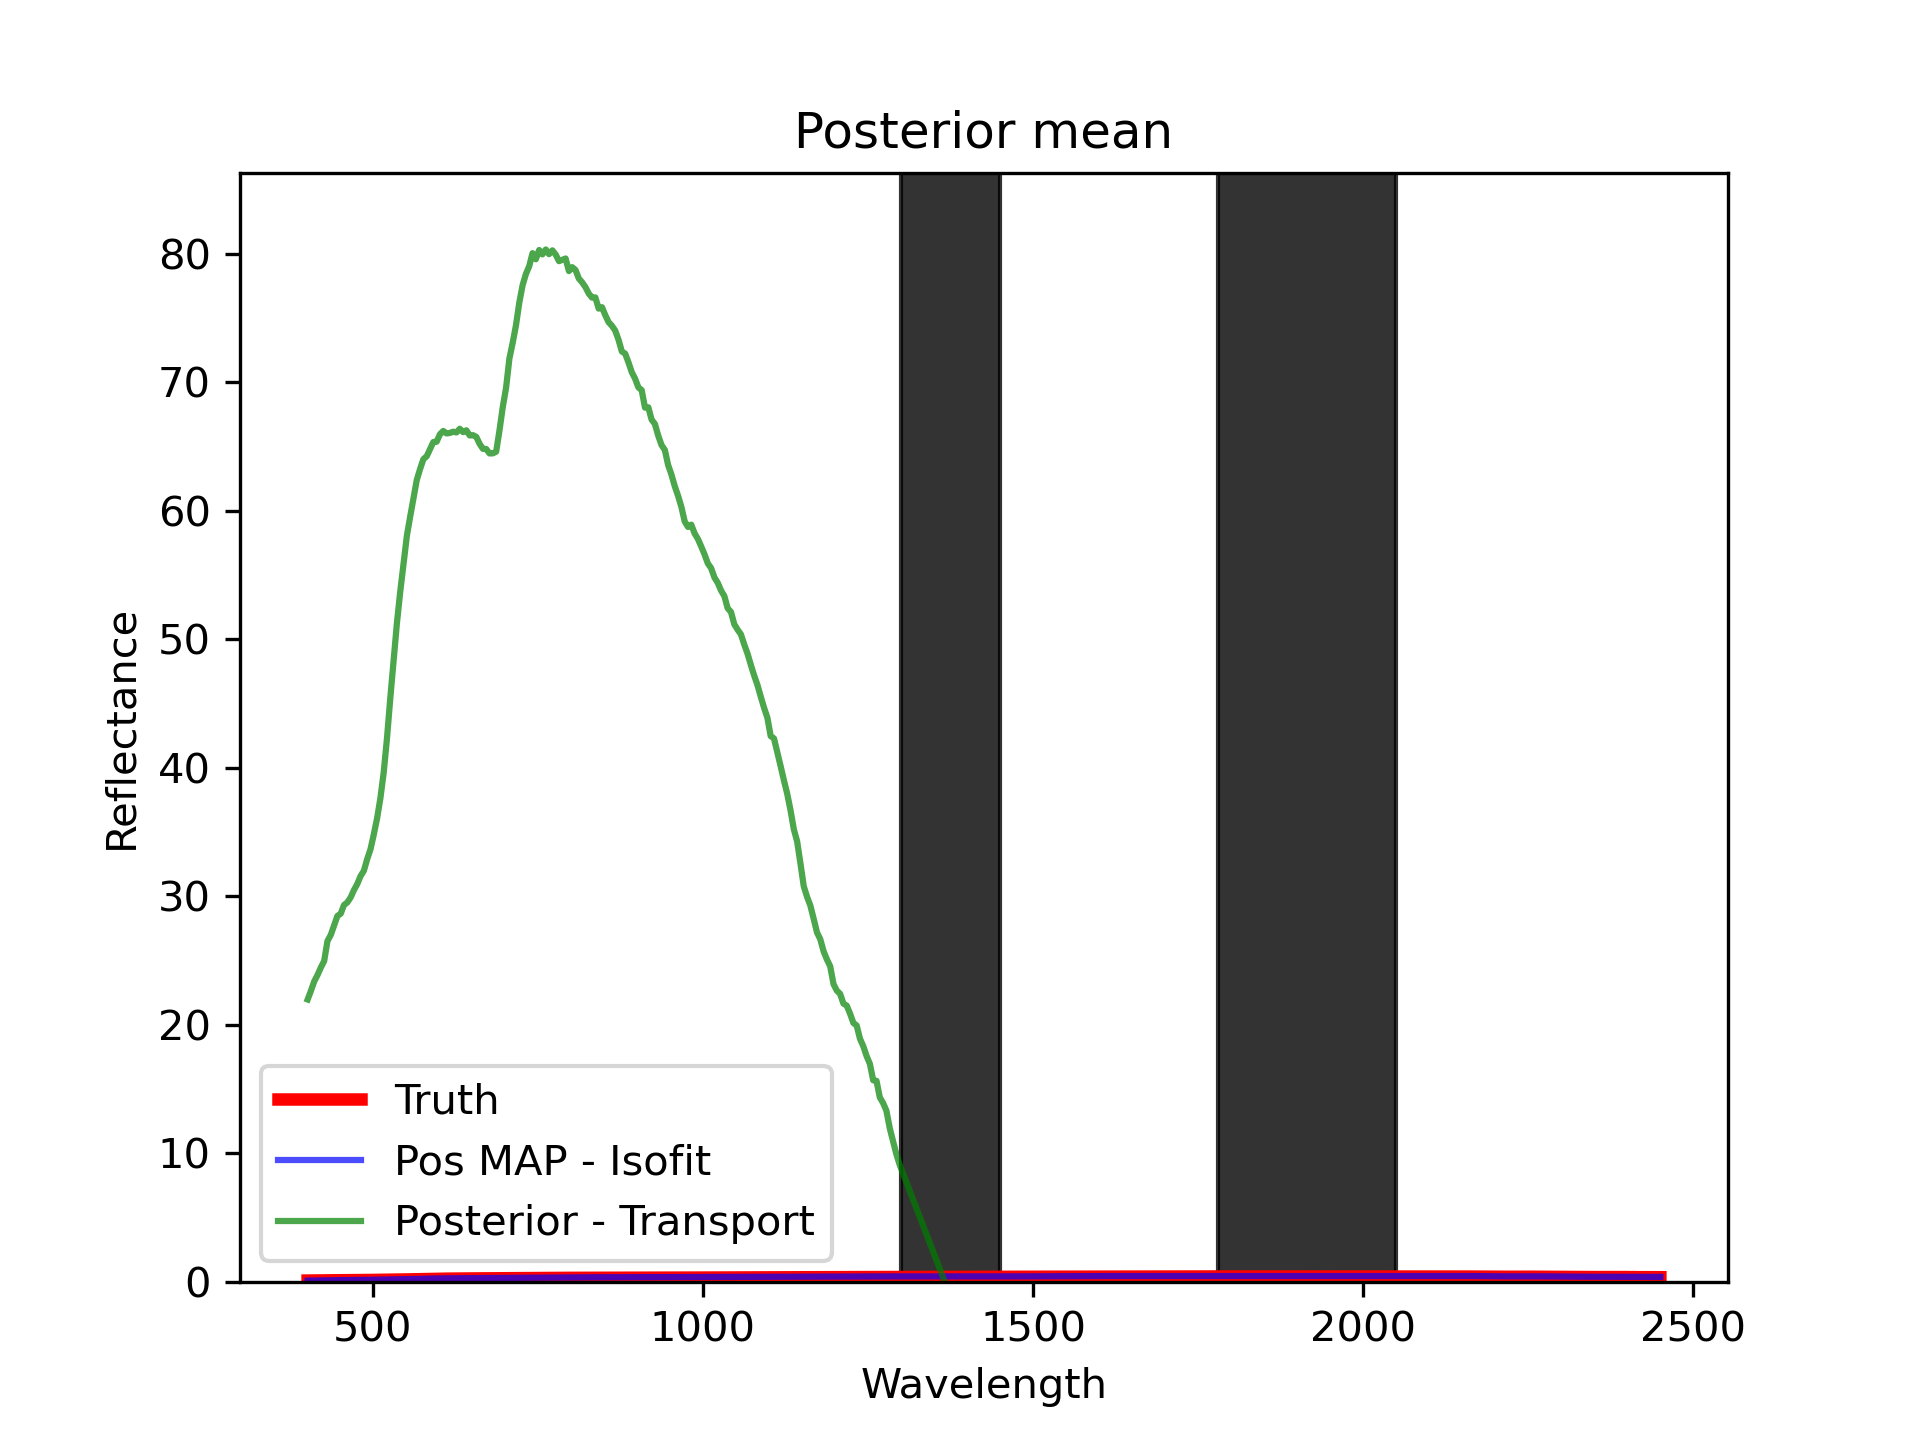 Posterior mean
Reflectance
80
70
60
50
40
30
20
10
0
Truth
Pos MAP - Isofit
Posterior - Transport
500 1000 1500 2000 2500
Wavelength